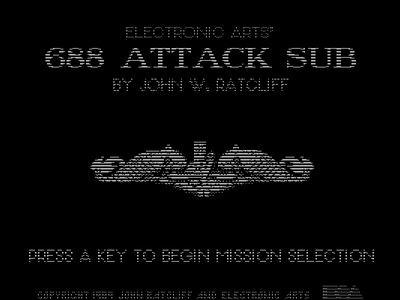 ELECTRONIC ARTS'
688 ATTACK SUB
BY JOHN W. RATCLIFF
PRESS A KEY TO BEGIN MISSION SELECTION
COPYRIGHT 1989 JOHN RATCLIFF AND ELECTRONIC ARTS